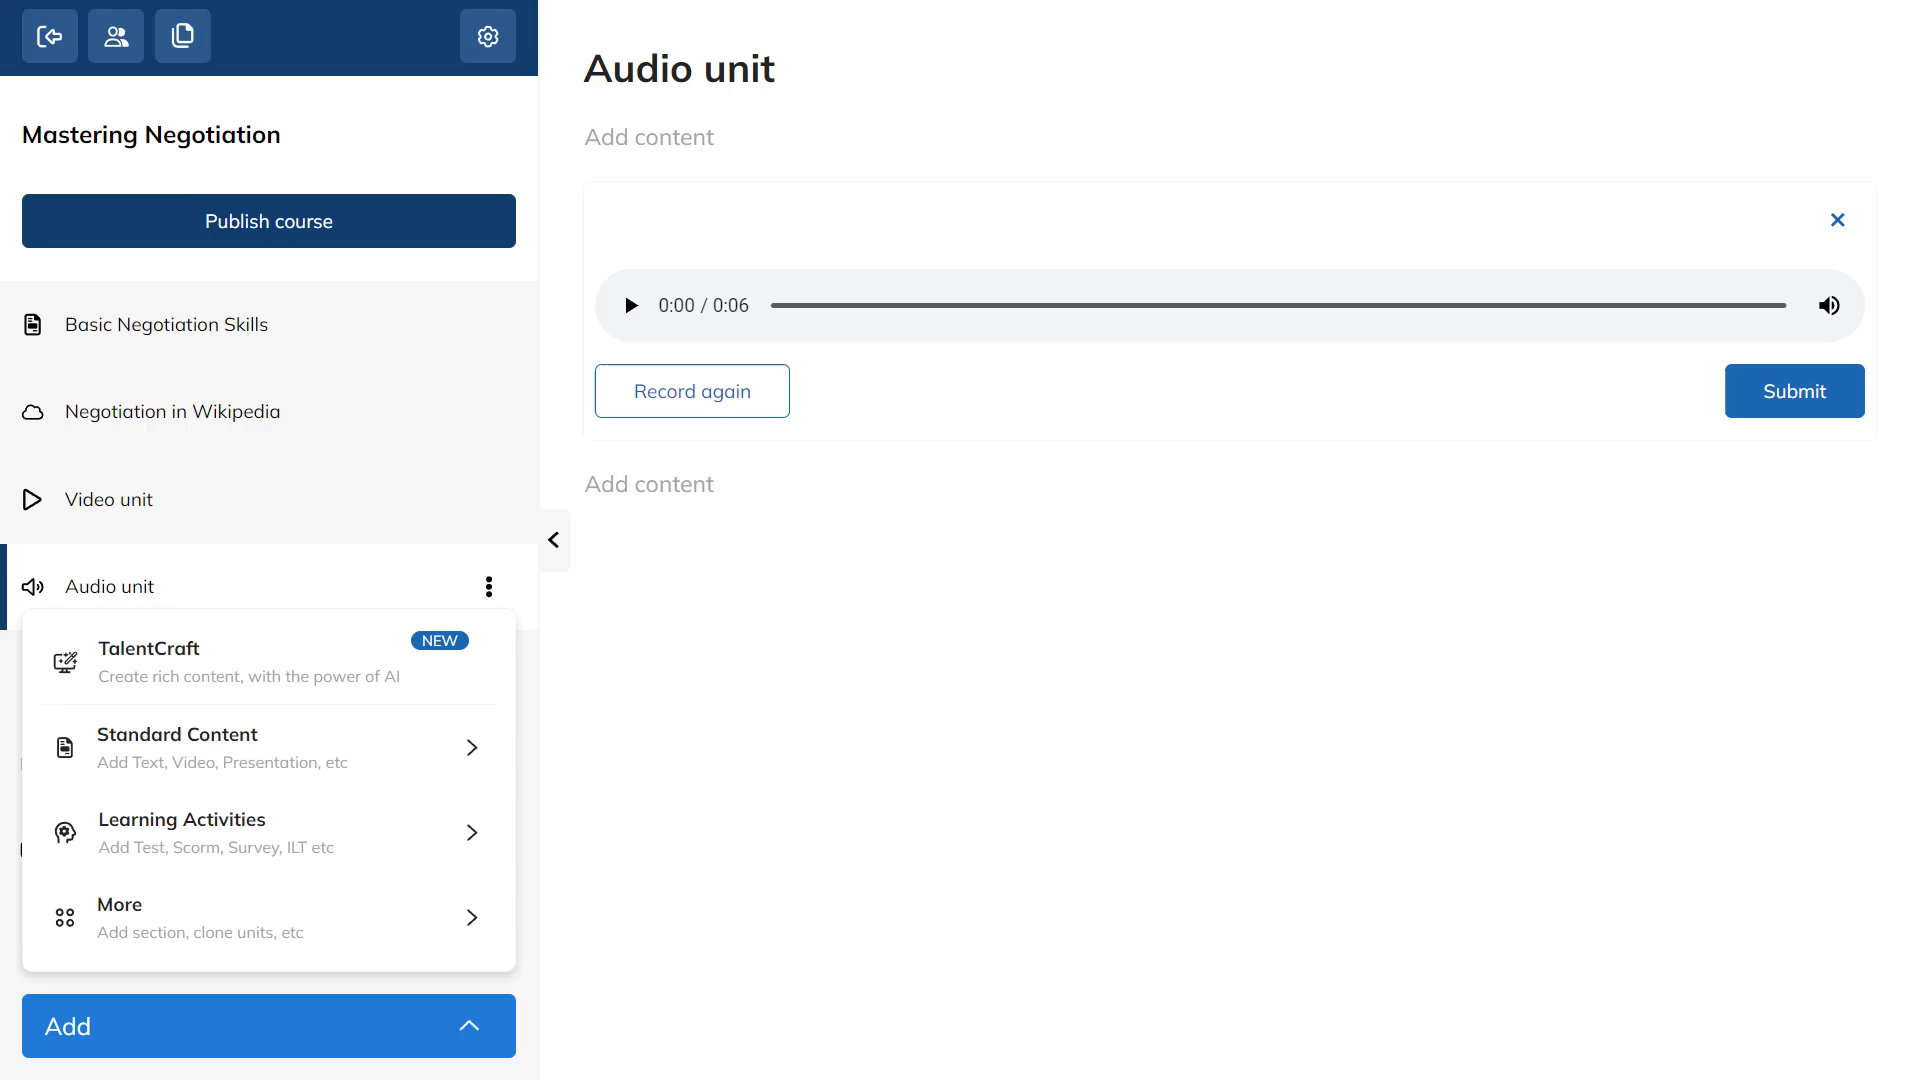 Mastering Negotiation
Publish course
Basic Negotiation Skills
Negotiation in Wikipedia
Video unit
Audio unit
TalentCraft
NEW
Create rich content, with the power of AI
Standard Content
Add Text, Video, Presentation, etc
Learning Activities
Add Test, Scorm, Survey, ILT etc
More
Add section, clone units, etc
Add
Audio unit
Add content
0:00 / 0:06
Record again
Submit
Add content